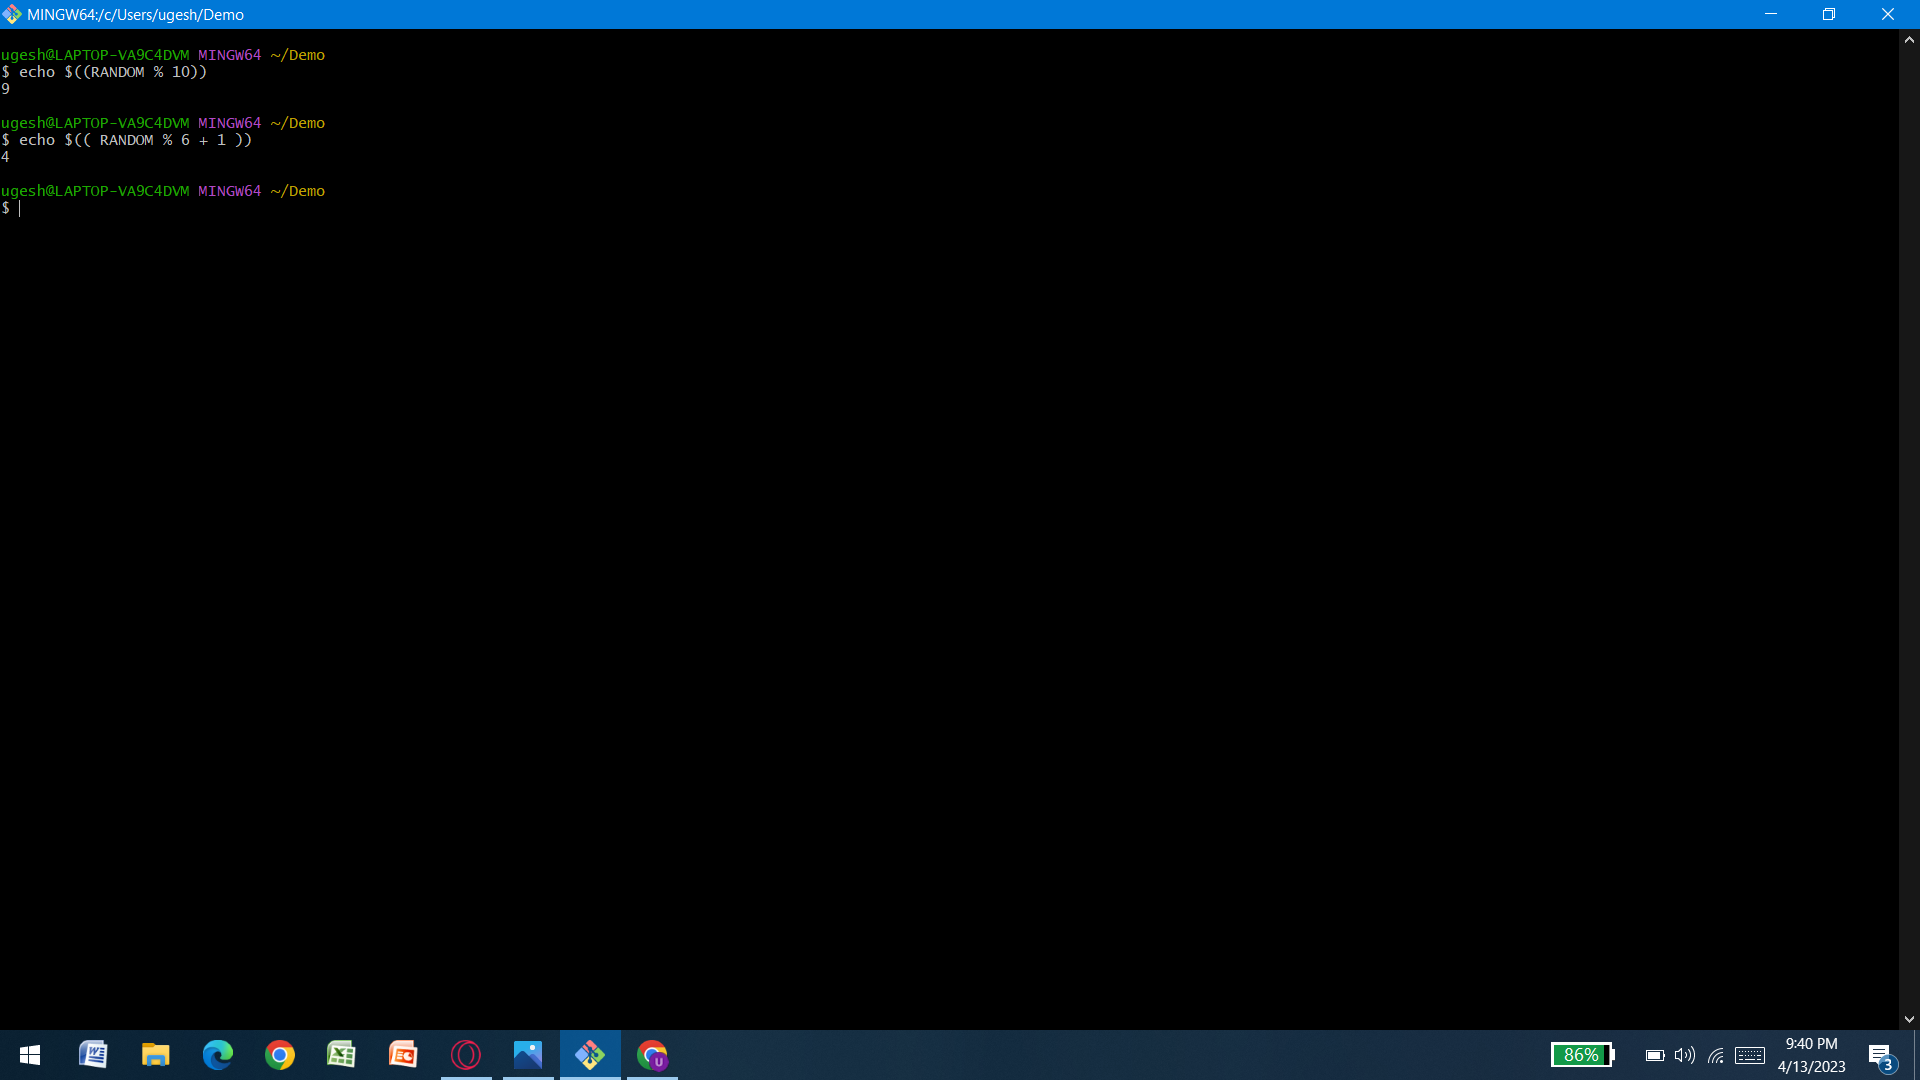 MINGW64:/c/Users/ugesh/Demo
ugesh@LAPTOP-VA9C4DVM MINGW64 ~/Demo
$ echo $((RANDOM % 10))
9
ugesh@LAPTOP-VA9C4DVM MINGW64 ~/Demo
$ echo $(( RANDOM % 6 + 1 ))
4
ugesh@LAPTOP-VA9C4DVM MINGW64 ~/Demo
$
86%
9:40 PM
4/13/2023
3
U